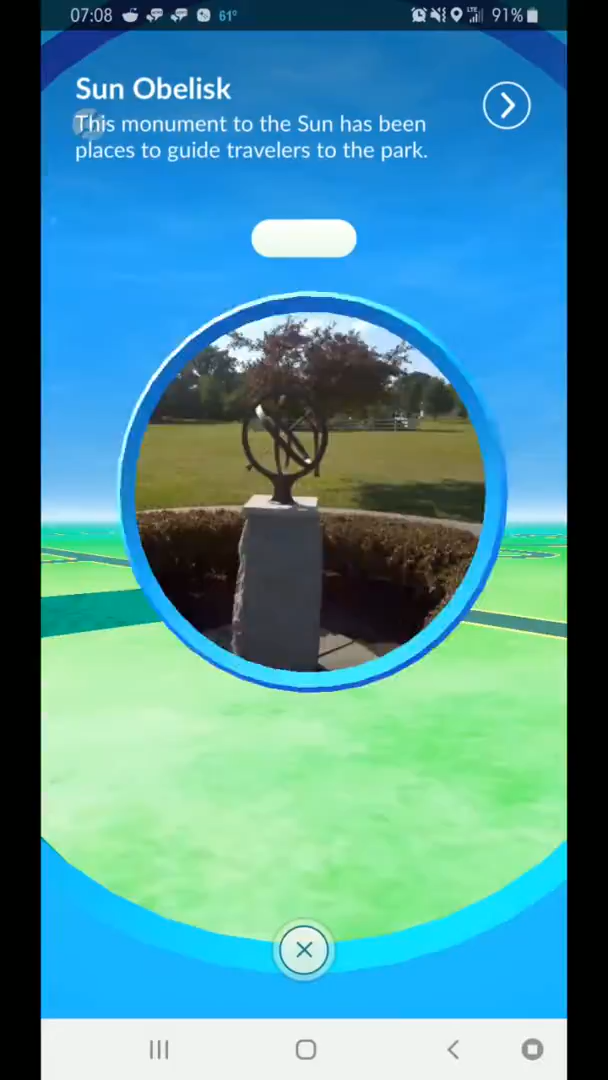 07:08 61° LTE 91%
Sun Obelisk
This monument to the Sun has been
places to guide travelers to the park.